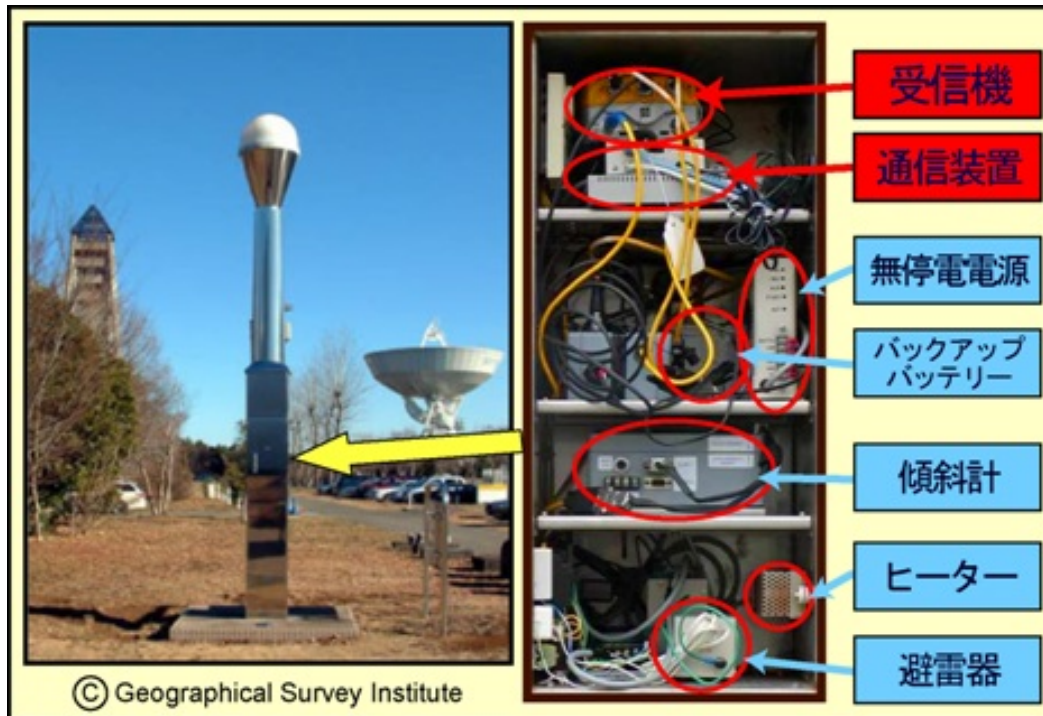 受信機
通信装置
無停電電源
バックアップ
バッテリー
傾斜計
ヒーター
避雷器
© Geographical Survey Institute